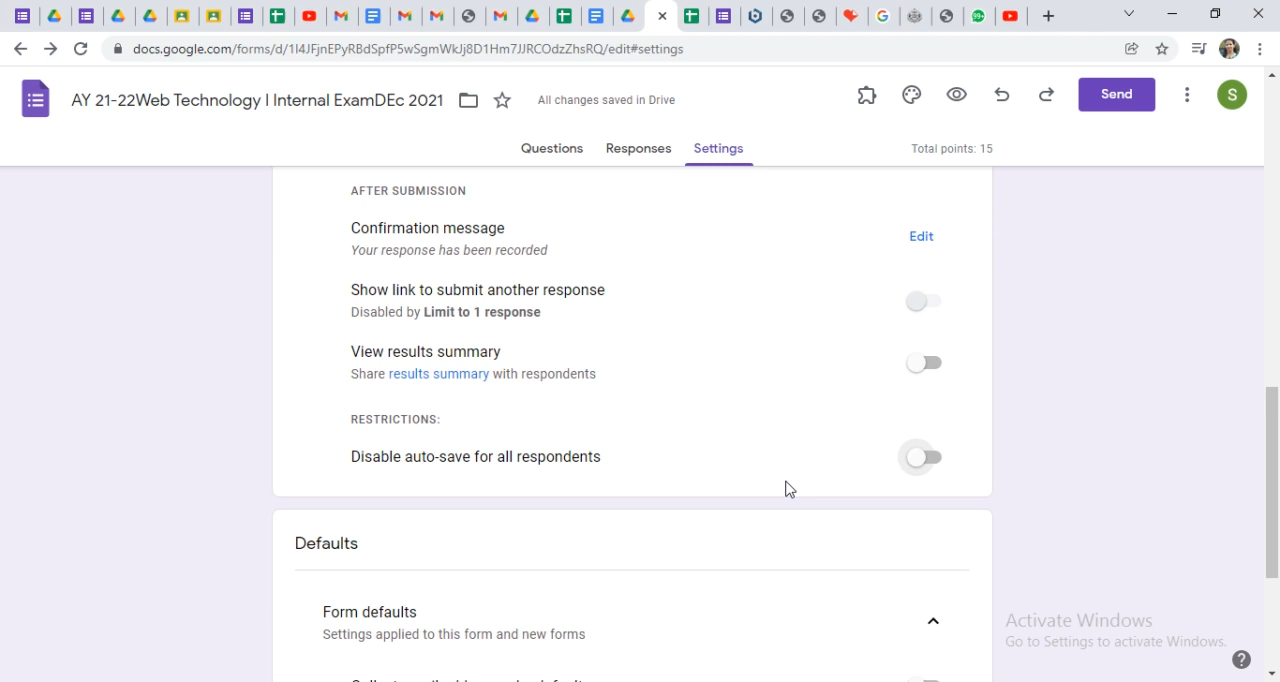 99+
docs.google.com/forms/d/1I4JFjnEPyRBdSpfP5wSgmWkJj8D1Hm7JJRCOdzZhsRQ/edit#settings
AY 21-22Web Technology I Internal ExamDEc 2021
All changes saved in Drive
Send
S
Questions Responses Settings
Total points: 15
AFTER SUBMISSION
Confirmation message
Your response has been recorded
Edit
Show link to submit another response
Disabled by Limit to 1 response
View results summary
Share results summary with respondents
RESTRICTIONS:
Disable auto-save for all respondents
Defaults
Form defaults
Settings applied to this form and new forms
Activate Windows
Go to Settings to activate Windows.